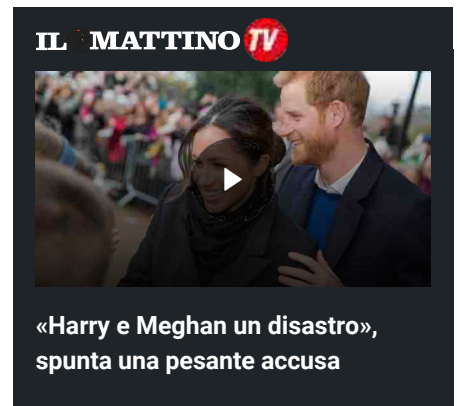 IL MATTINO TV
«Harry e Meghan un disastro»,
spunta una pesante accusa